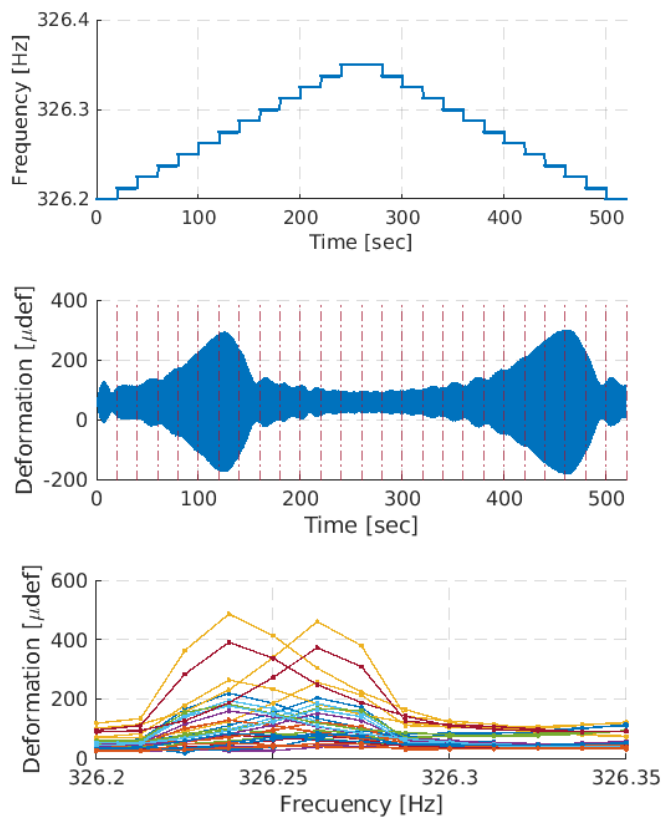 326.4
326.3
326.2
Frequency [Hz]
0 100 200 300 400 500
Time [sec]
400
200
0
-200
Deformation [μdef]
0 100 200 300 400 500
Time [sec]
600
400
200
0
Deformation [μdef]
326.2 326.25 326.3 326.35
Frecuency [Hz]